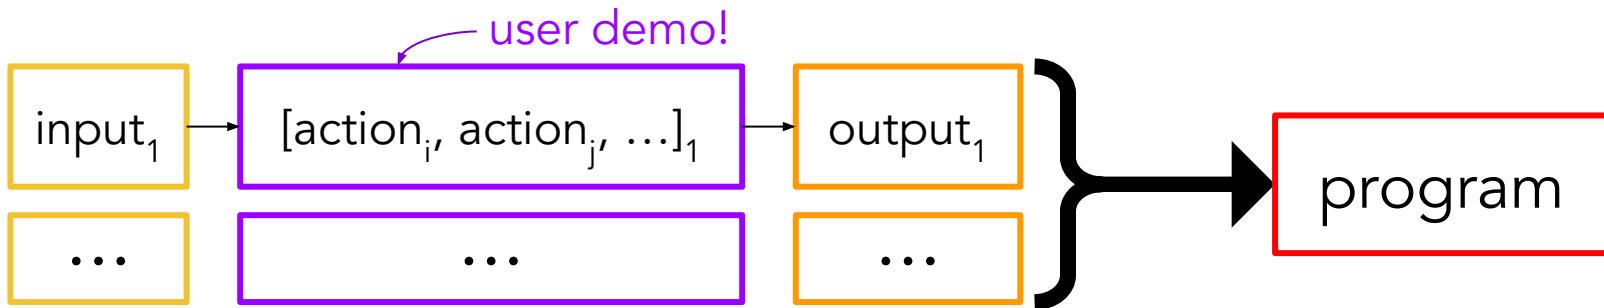 user demo!
input₁ [actionᵢ, actionⱼ, …]₁ output₁
program
… … …